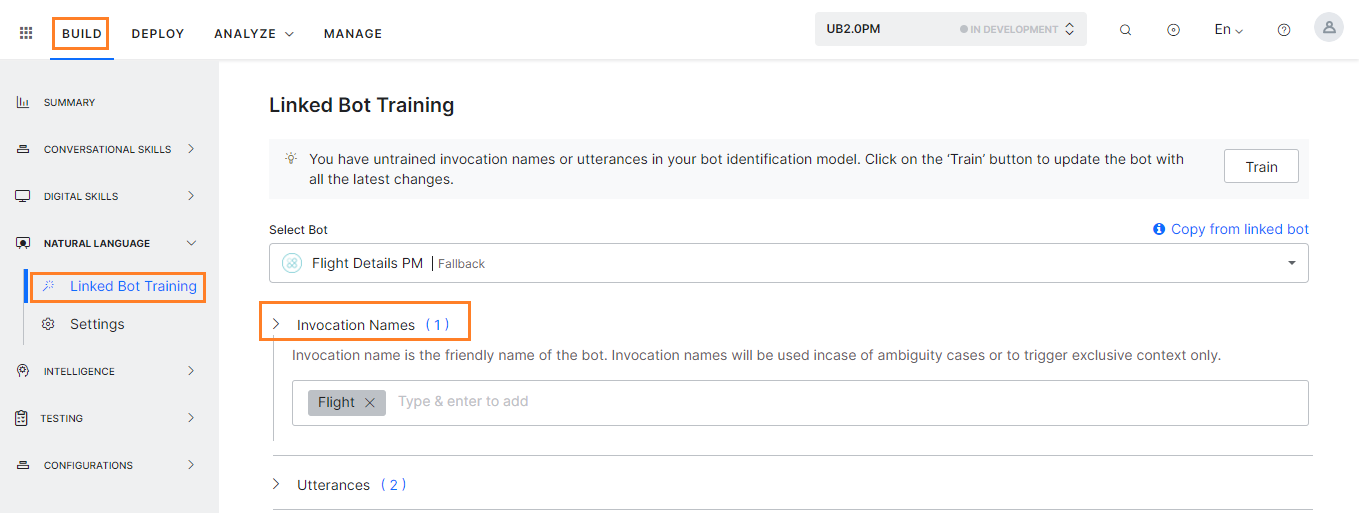 BUILD DEPLOY ANALYZE MANAGE UB2.0PM IN DEVELOPMENT En
SUMMARY
CONVERSATIONAL SKILLS
DIGITAL SKILLS
NATURAL LANGUAGE
Linked Bot Training
Settings
INTELLIGENCE
TESTING
CONFIGURATIONS
Linked Bot Training
You have untrained invocation names or utterances in your bot identification model. Click on the ‘Train’ button to update the bot with
all the latest changes.
Train
Select Bot
Copy from linked bot
Flight Details PM | Fallback
Invocation Names ( 1 )
Invocation name is the friendly name of the bot. Invocation names will be used incase of ambiguity cases or to trigger exclusive context only.
Flight Type & enter to add
Utterances ( 2 )